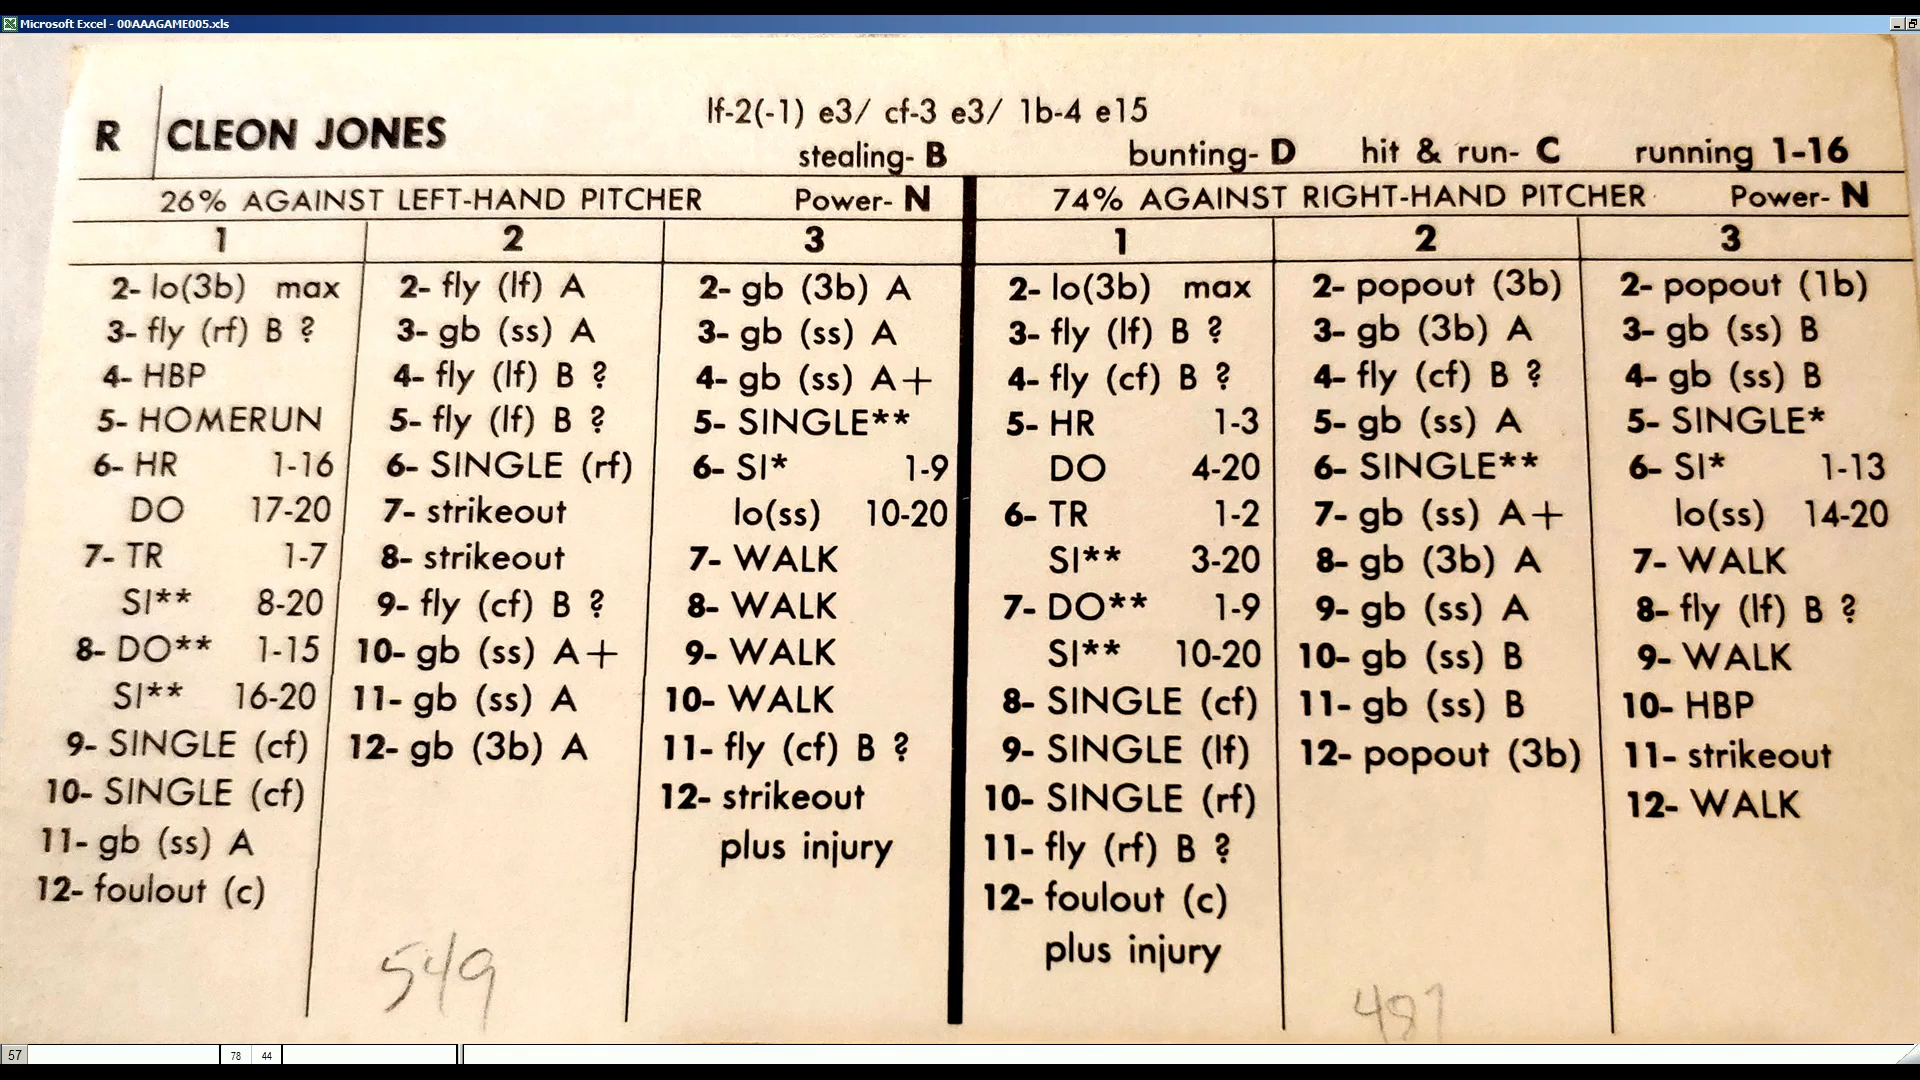 Microsoft Excel - 00AAAGAME005.xls
R CLEON JONES
lf-2(-1) e3/ cf-3 e3/ 1b-4 e15
stealing- B bunting- D hit & run- C running 1-16
26% AGAINST LEFT-HAND PITCHER Power- N
1
2- lo(3b) max
3- fly (rf) B ?
4- HBP
5- HOMERUN
6- HR 1-16
DO 17-20
7- TR 1-7
SI** 8-20
8- DO** 1-15
SI** 16-20
9- SINGLE (cf)
10- SINGLE (cf)
11- gb (ss) A
12- foulout (c)
2
2- fly (lf) A
3- gb (ss) A
4- fly (lf) B ?
5- fly (lf) B ?
6- SINGLE (rf)
7- strikeout
8- strikeout
9- fly (cf) B ?
10- gb (ss) A+
11- gb (ss) A
12- gb (3b) A
549
3
2- gb (3b) A
3- gb (ss) A
4- gb (ss) A+
5- SINGLE**
6- SI* 1-9
lo(ss) 10-20
7- WALK
8- WALK
9- WALK
10- WALK
11- fly (cf) B ?
12- strikeout
plus injury
74% AGAINST RIGHT-HAND PITCHER Power- N
1
2- lo(3b) max
3- fly (lf) B ?
4- fly (cf) B ?
5- HR 1-3
DO 4-20
6- TR 1-2
SI** 3-20
7- DO** 1-9
SI** 10-20
8- SINGLE (cf)
9- SINGLE (lf)
10- SINGLE (rf)
11- fly (rf) B ?
12- foulout (c)
plus injury
2
2- popout (3b)
3- gb (3b) A
4- fly (cf) B ?
5- gb (ss) A
6- SINGLE**
7- gb (ss) A+
8- gb (3b) A
9- gb (ss) A
10- gb (ss) B
11- gb (ss) B
12- popout (3b)
3
2- popout (1b)
3- gb (ss) B
4- gb (ss) B
5- SINGLE*
6- SI* 1-13
lo(ss) 14-20
7- WALK
8- fly (lf) B ?
9- WALK
10- HBP
11- strikeout
12- WALK
57 78 44